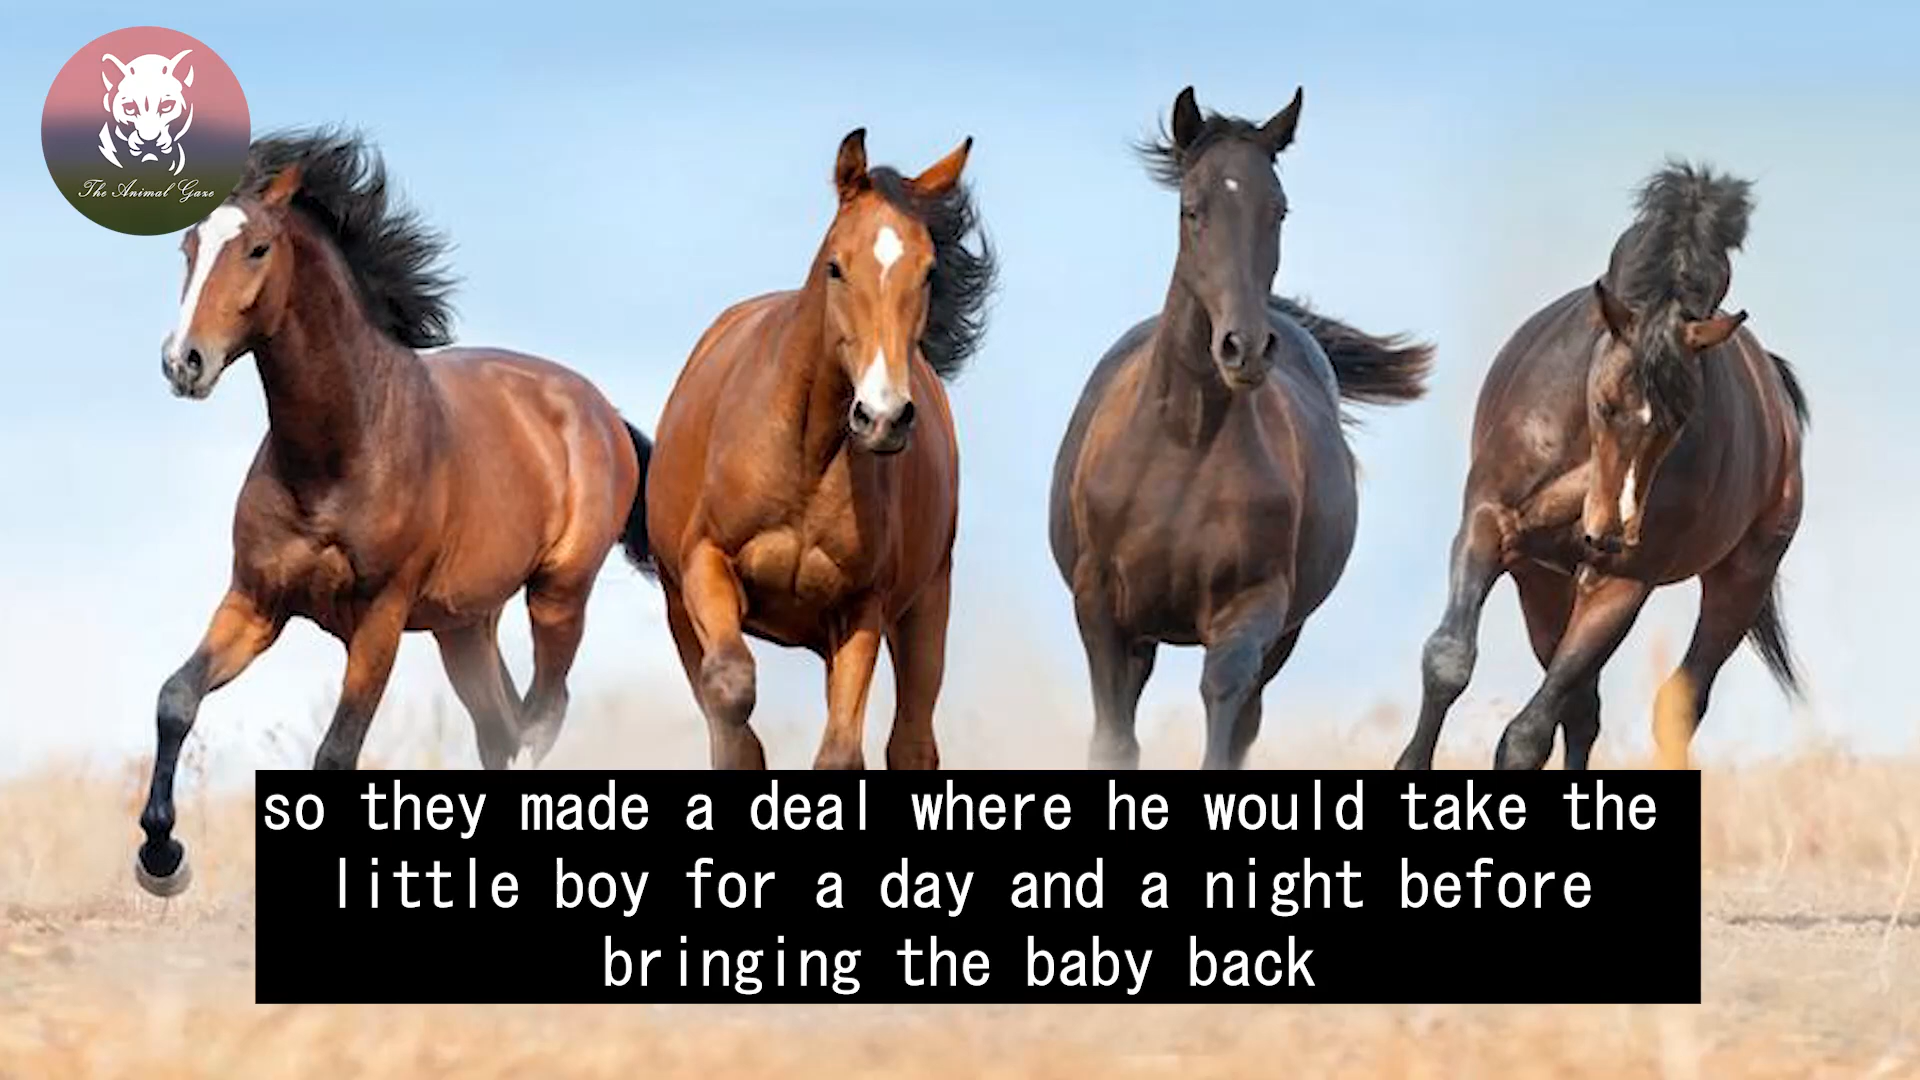 The Animal Gaze
so they made a deal where he would take the
little boy for a day and a night before
bringing the baby back